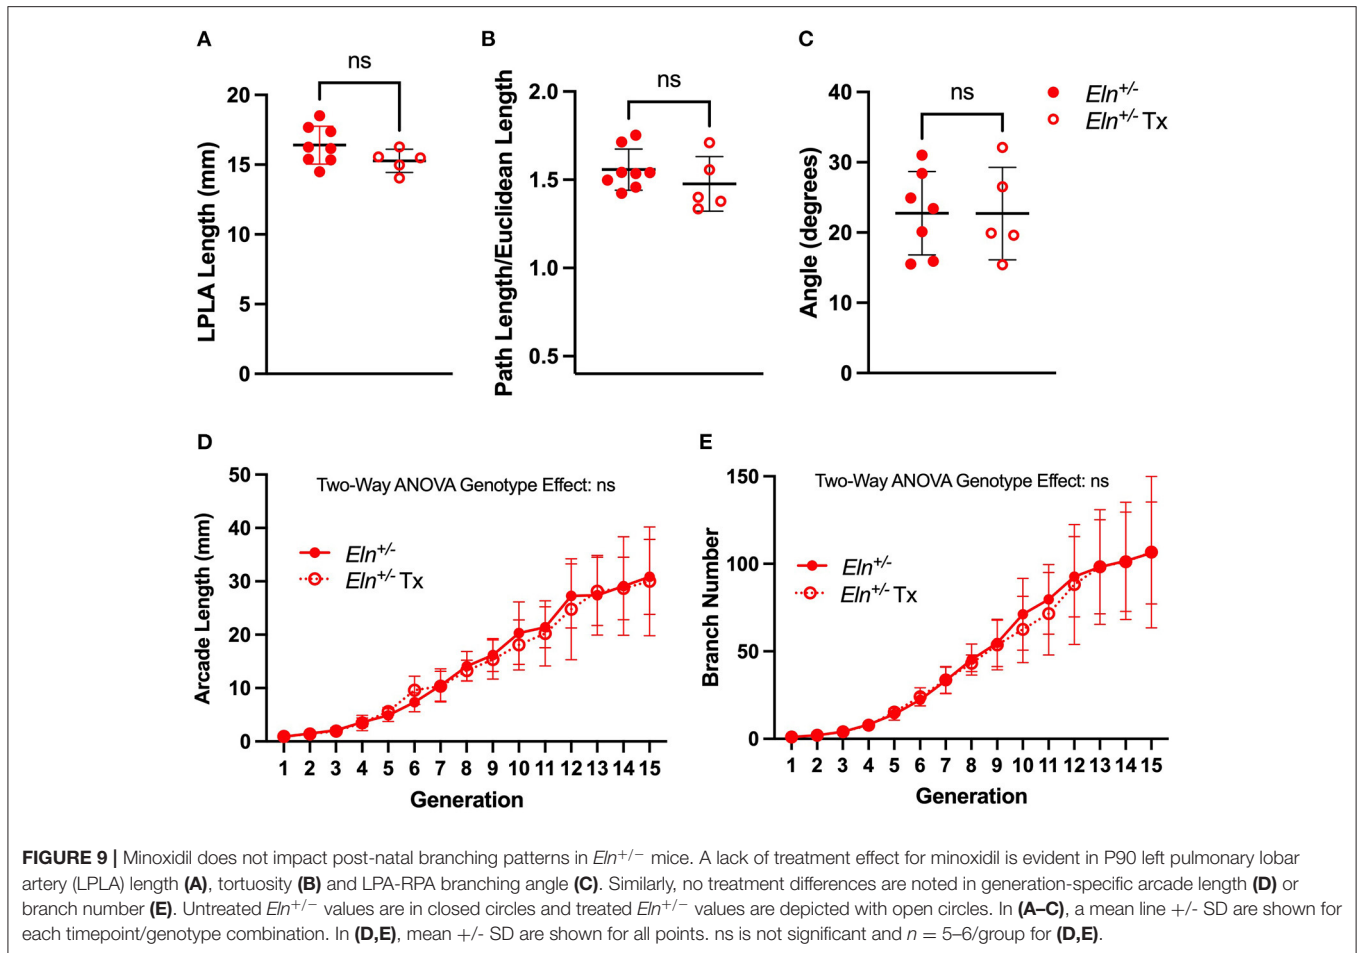 A
ns
LPLA Length (mm)
20
15
10
5
0
B
ns
Path Length/Euclidean Length
2.0
1.5
1.0
0.5
C
ns
Angle (degrees)
40
30
20
10
0
Eln+/-
Eln+/- Tx
D
Two-Way ANOVA Genotype Effect: ns
Arcade Length (mm)
50
40
30
20
10
0
Eln+/-
Eln+/- Tx
1 2 3 4 5 6 7 8 9 10 11 12 13 14 15
Generation
E
Two-Way ANOVA Genotype Effect: ns
Branch Number
150
100
50
0
Eln+/-
Eln+/- Tx
1 2 3 4 5 6 7 8 9 10 11 12 13 14 15
Generation
FIGURE 9 | Minoxidil does not impact post-natal branching patterns in Eln+/− mice. A lack of treatment effect for minoxidil is evident in P90 left pulmonary lobar
artery (LPLA) length (A), tortuosity (B) and LPA-RPA branching angle (C). Similarly, no treatment differences are noted in generation-specific arcade length (D) or
branch number (E). Untreated Eln+/− values are in closed circles and treated Eln+/− values are depicted with open circles. In (A–C), a mean line +/- SD are shown for
each timepoint/genotype combination. In (D,E), mean +/- SD are shown for all points. ns is not significant and n = 5–6/group for (D,E).